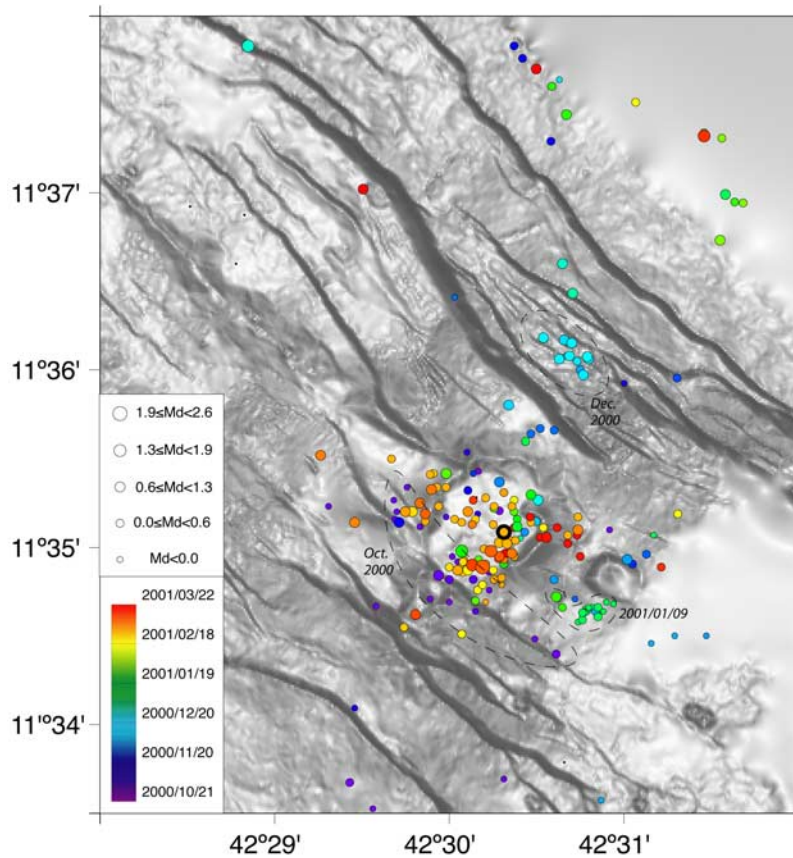 11°37'
11°36'
11°35'
11°34'
1.9≤Md<2.6
1.3≤Md<1.9
0.6≤Md<1.3
0.0≤Md<0.6
Md<0.0
2001/03/22
2001/02/18
2001/01/19
2000/12/20
2000/11/20
2000/10/21
Dec.
2000
Oct.
2000
2001/01/09
42°29'
42°30'
42°31'